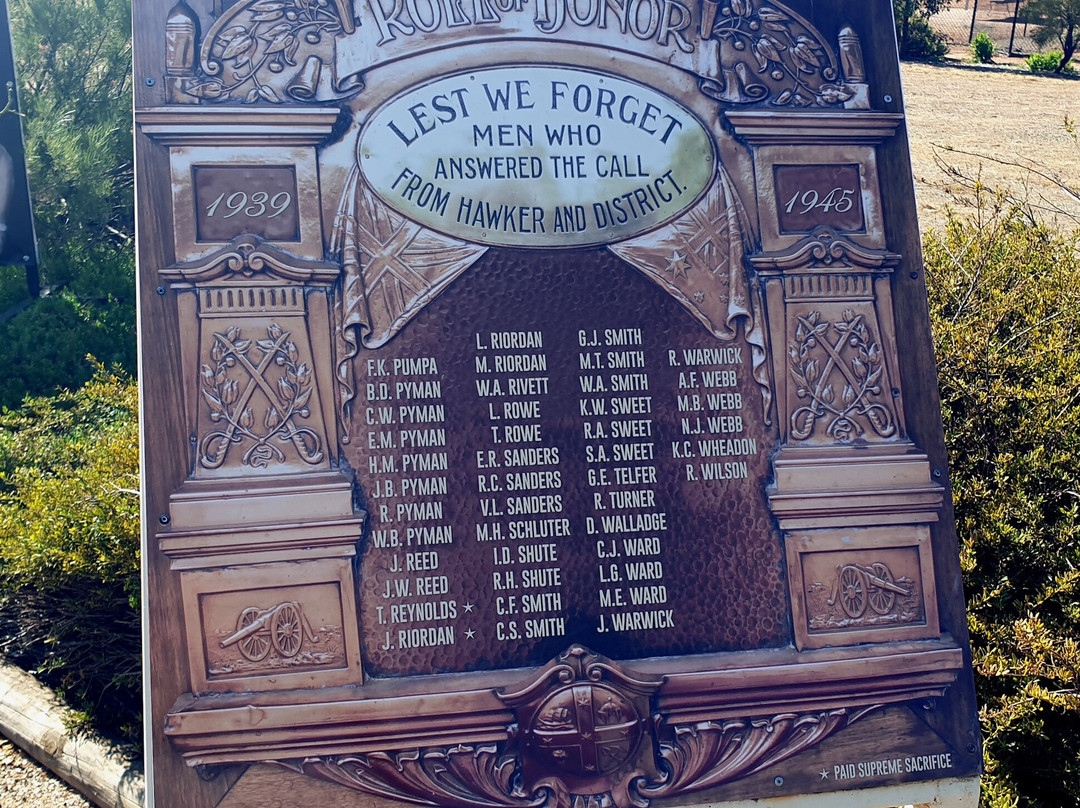 ROLL OF HONOR
LEST WE FORGET
MEN WHO
ANSWERED THE CALL
FROM HAWKER AND DISTRICT.
1939
1945
F.K. PUMPA
B.D. PYMAN
C.W. PYMAN
E.M. PYMAN
H.M. PYMAN
J.B. PYMAN
R. PYMAN
W.B. PYMAN
J. REED
J.W. REED
T. REYNOLDS ★
J. RIORDAN ★
L. RIORDAN
M. RIORDAN
W.A. RIVETT
L. ROWE
T. ROWE
E.R. SANDERS
R.C. SANDERS
V.L. SANDERS
M.H. SCHLUTER
I.D. SHUTE
R.H. SHUTE
C.F. SMITH
C.S. SMITH
G.J. SMITH
M.T. SMITH
W.A. SMITH
K.W. SWEET
R.A. SWEET
S.A. SWEET
G.E. TELFER
R. TURNER
D. WALLADGE
C.J. WARD
L.G. WARD
M.E. WARD
J. WARWICK
R. WARWICK
A.F. WEBB
M.B. WEBB
N.J. WEBB
K.C. WHEADON
R. WILSON
★ PAID SUPREME SACRIFICE